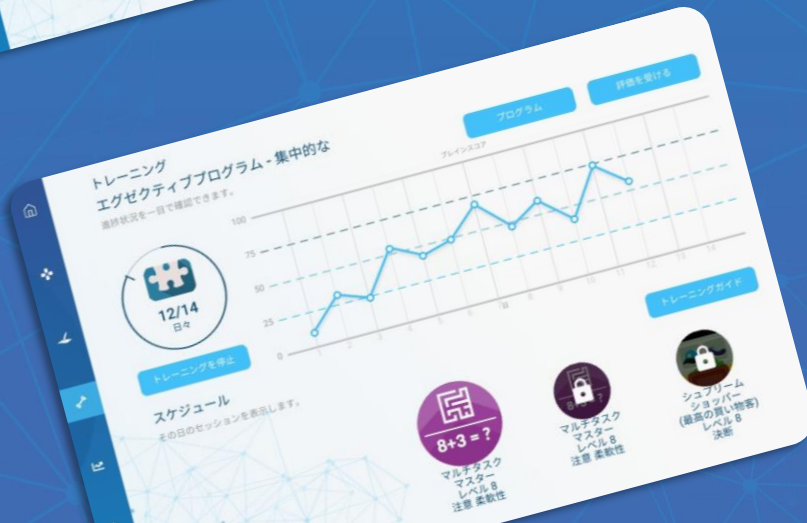 トレーニング
エグゼクティブプログラム - 集中的な
進捗状況を一目で確認できます。
プログラム
評価を受ける
ブレインスコア
100
75
50
25
0
1
2
3
4
5
6
7
8
9
10
11
12
13
14
12/14
日々
トレーニングを停止
トレーニングガイド
スケジュール
その日のセッションを表示します。
8+3 = ?
マルチタスク
マスター
レベル 8
注意 柔軟性
8+3 = ?
マルチタスク
マスター
レベル 8
注意 柔軟性
シュプリーム
ショッパー
(最高の買い物客)
レベル 8
決断